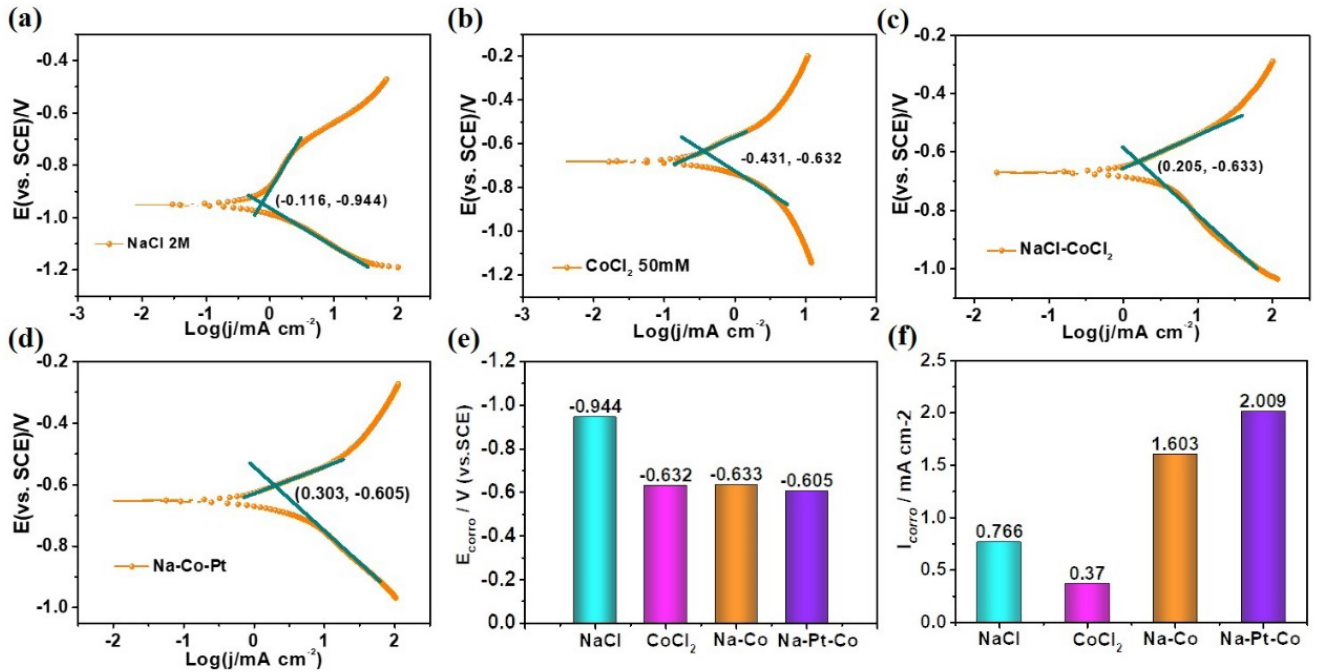 (a)
-0.4
-0.6
-0.8
-1.0
-1.2
E(vs. SCE)/V
(-0.116, -0.944)
NaCl 2M
-3 -2 -1 0 1 2
Log(j/mA cm-2)
(b)
-0.2
-0.4
-0.6
-0.8
-1.0
-1.2
E(vs. SCE)/V
-0.431, -0.632
CoCl2 50mM
-3 -2 -1 0 1 2
Log(j/mA cm-2)
(c)
-0.2
-0.4
-0.6
-0.8
-1.0
E(vs. SCE)/V
(0.205, -0.633)
NaCl-CoCl2
-2 -1 0 1 2
Log(j/mA cm-2)
(d)
-0.2
-0.4
-0.6
-0.8
-1.0
E(vs. SCE)/V
(0.303, -0.605)
Na-Co-Pt
-2 -1 0 1 2
Log(j/mA cm-2)
(e)
-1.2
-1.0
-0.8
-0.6
-0.4
-0.2
0.0
Ecorro / V (vs.SCE)
-0.944
-0.632
-0.633
-0.605
NaCl CoCl2 Na-Co Na-Pt-Co
(f)
2.5
2.0
1.5
1.0
0.5
0.0
Icorro / mA cm-2
0.766
0.37
1.603
2.009
NaCl CoCl2 Na-Co Na-Pt-Co